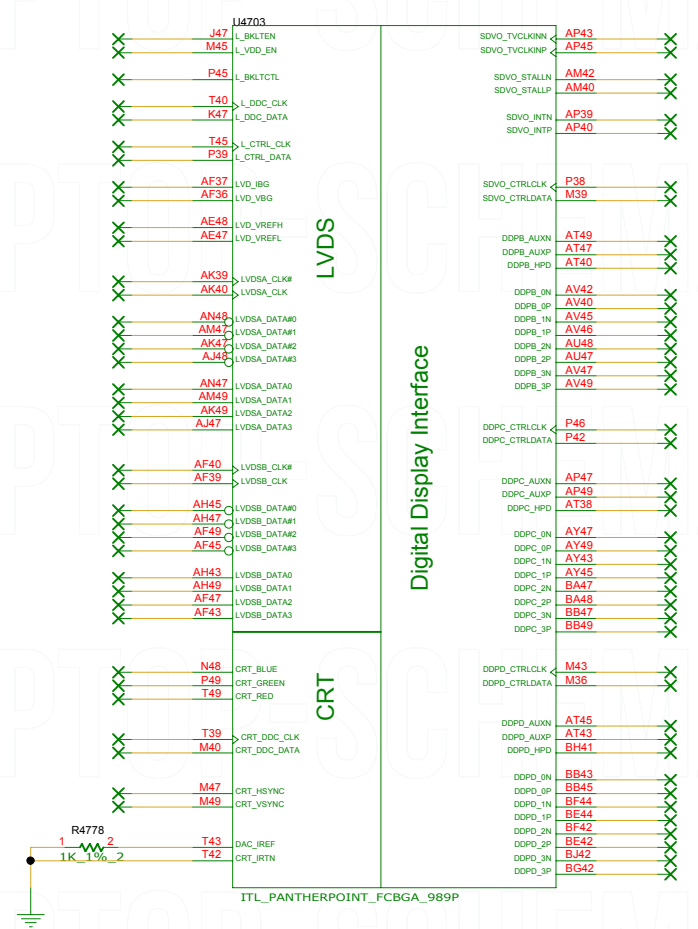 U4703
J47 L_BKLTEN
M45 L_VDD_EN
P45 L_BKLTCTL
T40 L_DDC_CLK
K47 L_DDC_DATA
T45 L_CTRL_CLK
P39 L_CTRL_DATA
AF37 LVD_IBG
AF36 LVD_VBG
AE48 LVD_VREFH
AE47 LVD_VREFL
AK39 LVDSA_CLK#
AK40 LVDSA_CLK
AN48 LVDSA_DATA#0
AM47 LVDSA_DATA#1
AK47 LVDSA_DATA#2
AJ48 LVDSA_DATA#3
AN47 LVDSA_DATA0
AM49 LVDSA_DATA1
AK49 LVDSA_DATA2
AJ47 LVDSA_DATA3
AF40 LVDSB_CLK#
AF39 LVDSB_CLK
AH45 LVDSB_DATA#0
AH47 LVDSB_DATA#1
AF49 LVDSB_DATA#2
AF45 LVDSB_DATA#3
AH43 LVDSB_DATA0
AH49 LVDSB_DATA1
AF47 LVDSB_DATA2
AF43 LVDSB_DATA3
LVDS
N48 CRT_BLUE
P49 CRT_GREEN
T49 CRT_RED
T39 CRT_DDC_CLK
M40 CRT_DDC_DATA
M47 CRT_HSYNC
M49 CRT_VSYNC
R4778
1 2 T43 DAC_IREF
1K_1%_2 T42 CRT_IRTN
CRT
Digital Display Interface
SDVO_TVCLKINN AP43
SDVO_TVCLKINP AP45
SDVO_STALLN AM42
SDVO_STALLP AM40
SDVO_INTN AP39
SDVO_INTP AP40
SDVO_CTRLCLK P38
SDVO_CTRLDATA M39
DDPB_AUXN AT49
DDPB_AUXP AT47
DDPB_HPD AT40
DDPB_0N AV42
DDPB_0P AV40
DDPB_1N AV45
DDPB_1P AV46
DDPB_2N AU48
DDPB_2P AU47
DDPB_3N AV47
DDPB_3P AV49
DDPC_CTRLCLK P46
DDPC_CTRLDATA P42
DDPC_AUXN AP47
DDPC_AUXP AP49
DDPC_HPD AT38
DDPC_0N AY47
DDPC_0P AY49
DDPC_1N AY43
DDPC_1P AY45
DDPC_2N BA47
DDPC_2P BA48
DDPC_3N BB47
DDPC_3P BB49
DDPD_CTRLCLK M43
DDPD_CTRLDATA M36
DDPD_AUXN AT45
DDPD_AUXP AT43
DDPD_HPD BH41
DDPD_0N BB43
DDPD_0P BB45
DDPD_1N BF44
DDPD_1P BE44
DDPD_2N BF42
DDPD_2P BE42
DDPD_3N BJ42
DDPD_3P BG42
ITL_PANTHERPOINT_FCBGA_989P